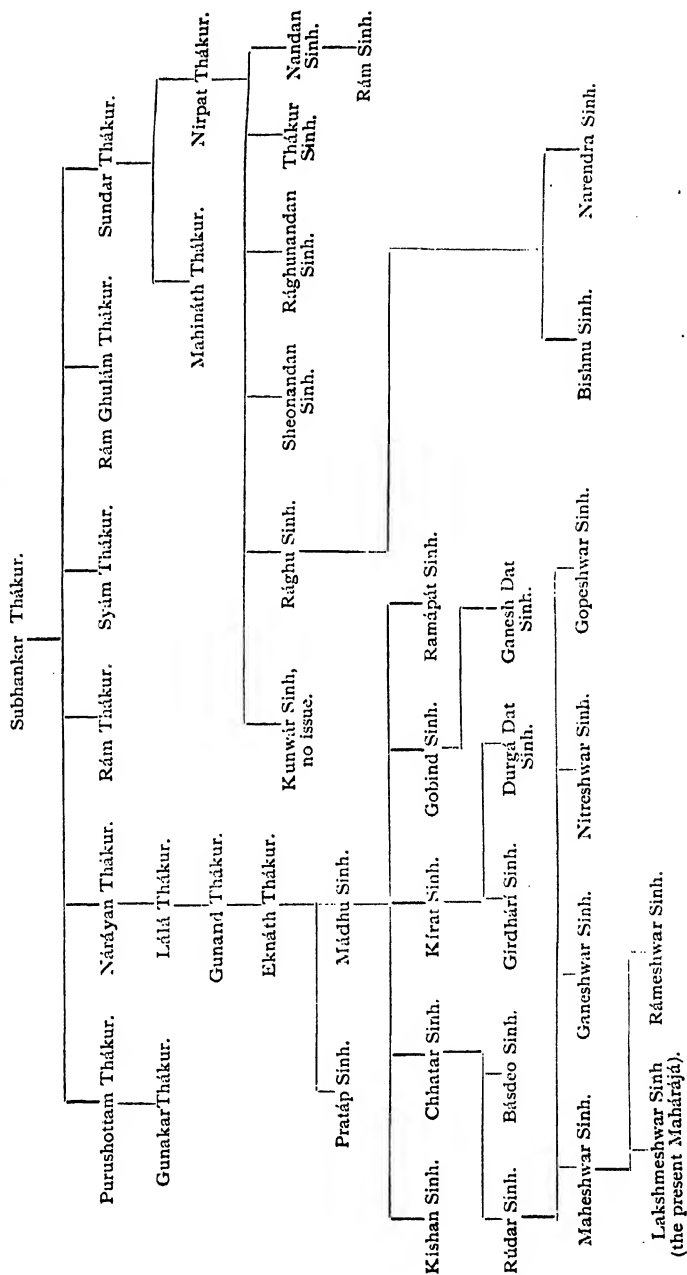 Subhankar Thákur.
Purushottam Thákur.
Náráyan Thákur.
Rám Thákur.
Syám Thákur.
Rám Ghulám Thákur.
Sundar Thákur.
Gunakar Thákur.
Lálá Thákur.
Mahináth Thákur.
Nirpat Thákur.
Gunand Thákur.
Eknáth Thákur.
Kunwár Sinh,
no issue.
Rághu Sinh.
Sheonandan
Sinh.
Rághunandan
Sinh.
Thákur
Sinh.
Nandan
Sinh.
Rám Sinh.
Pratáp Sinh.
Mádhu Sinh.
Kishan Sinh.
Chhatar Sinh.
Kírat Sinh.
Gobind Sinh.
Ramápát Sinh.
Rúdar Sinh.
Básdeo Sinh.
Girdhárí Sinh.
Durgá Dat
Sinh.
Ganesh Dat
Sinh.
Bishnu Sinh.
Narendra Sinh.
Maheshwar Sinh.
Ganeshwar Sinh.
Nitreshwar Sinh.
Gopeshwar Sinh.
Lakshmeshwar Sinh
(the present Mahárájá).
Rámeshwar Sinh.